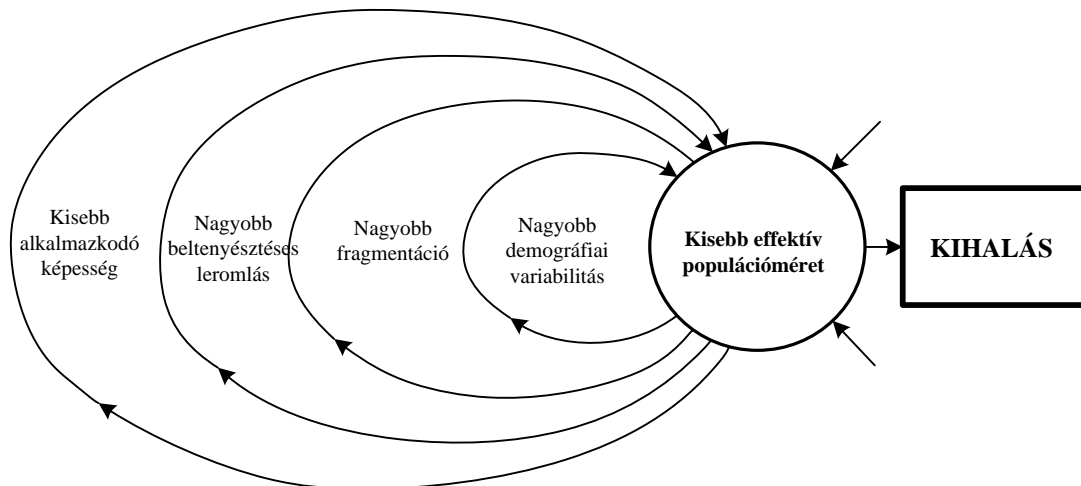 Kisebb
alkalmazkodó
képesség
Nagyobb
beltenyésztéses
leromlás
Nagyobb
fragmentáció
Nagyobb
demográfiai
variabilitás
Kisebb effektív
populációméret
KIHALÁS